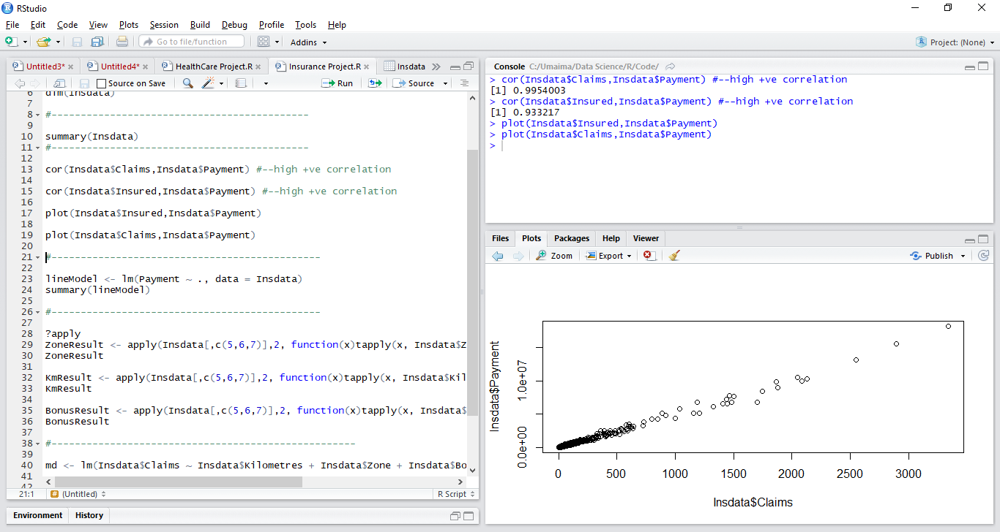 RStudio
File Edit Code View Plots Session Build Debug Profile Tools Help
Go to file/function Addins Project: (None)
Untitled3* Untitled4* HealthCare Project.R Insurance Project.R Insdata
Source on Save Run Source
6 dim(Insdata)
7
8 #--------------------------------------------
9
10 summary(Insdata)
11 #--------------------------------------------
12
13 cor(Insdata$Claims,Insdata$Payment) #--high +ve correlation
14
15 cor(Insdata$Insured,Insdata$Payment) #--high +ve correlation
16
17 plot(Insdata$Insured,Insdata$Payment)
18
19 plot(Insdata$Claims,Insdata$Payment)
20
21 #----------------------------------------------
22
23 lineModel <- lm(Payment ~ ., data = Insdata)
24 summary(lineModel)
25
26 #----------------------------------------------
27
28 ?apply
29 ZoneResult <- apply(Insdata[,c(5,6,7)],2, function(x)tapply(x, Insdata$Z
30 ZoneResult
31
32 KmResult <- apply(Insdata[,c(5,6,7)],2, function(x)tapply(x, Insdata$Kil
33 KmResult
34
35 BonusResult <- apply(Insdata[,c(5,6,7)],2, function(x)tapply(x, Insdata$
36 BonusResult
37
38 #----------------------------------------------------
39
40 md <- lm(Insdata$Claims ~ Insdata$Kilometres + Insdata$Zone + Insdata$Bo
41
42
21:1 # (Untitled) R Script
Environment History
Console C:/Umaima/Data Science/R/Code/
> cor(Insdata$Claims,Insdata$Payment) #--high +ve correlation
[1] 0.9954003
> cor(Insdata$Insured,Insdata$Payment) #--high +ve correlation
[1] 0.933217
> plot(Insdata$Insured,Insdata$Payment)
> plot(Insdata$Claims,Insdata$Payment)
>
Files Plots Packages Help Viewer
Zoom Export Publish
Insdata$Payment
1.0e+07
0.0e+00
0 500 1000 1500 2000 2500 3000
Insdata$Claims